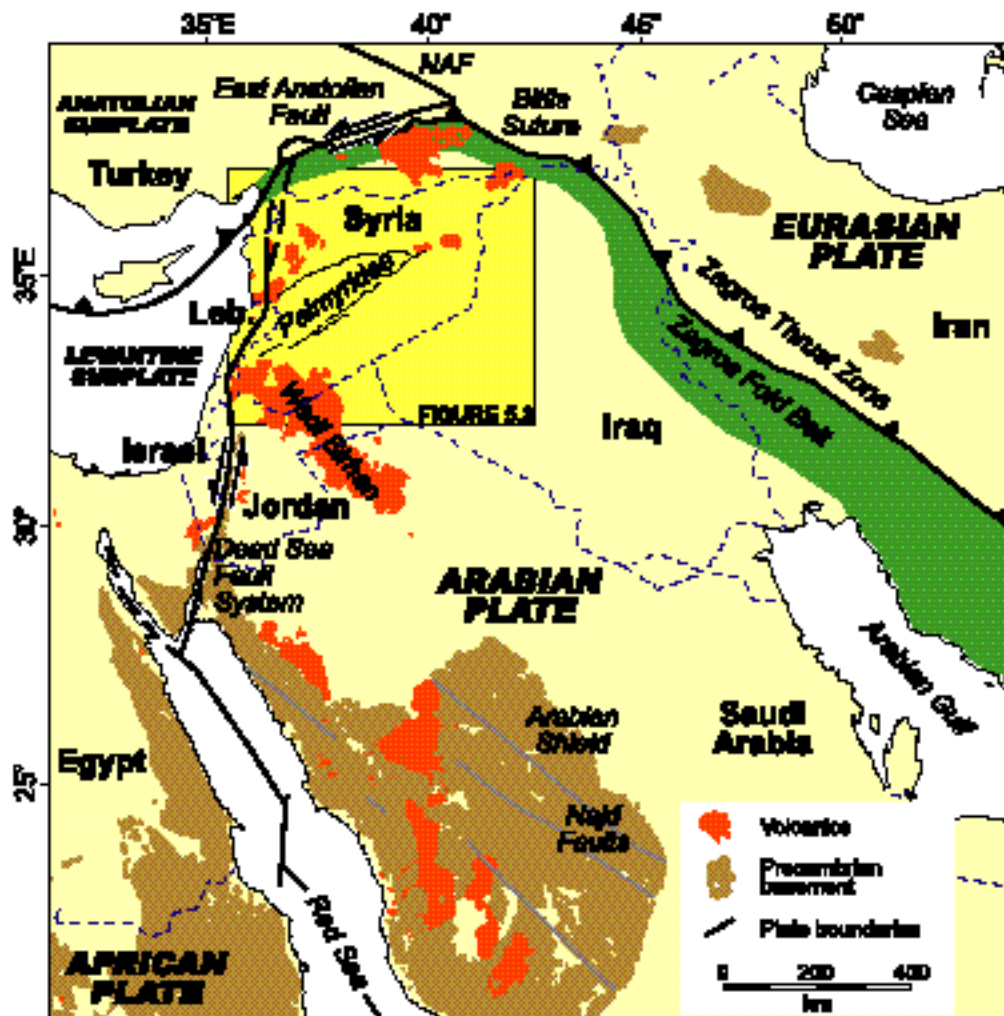 35°E
40°
45°
50°
NAF
East Anatolian
Fault
Bitlis
Suture
Caspian
Sea
ANATOLIAN
SUBPLATE
Turkey
Syria
EURASIAN
PLATE
35°E
Palmyrides
Leb.
Zagros Thrust Zone
Iran
LEVANTINE
SUBPLATE
Zagros Fold Belt
FIGURE 5.3
Iraq
Israel
Wadi Sirhan
Jordan
30°
Dead Sea
Fault
System
ARABIAN
PLATE
Arabian Gulf
Arabian
Shield
Saudi
Arabia
Egypt
25°
Najd
Faults
Volcanics
Precambrian
basement
Plate boundaries
Red Sea
AFRICAN
PLATE
0 200 400
km